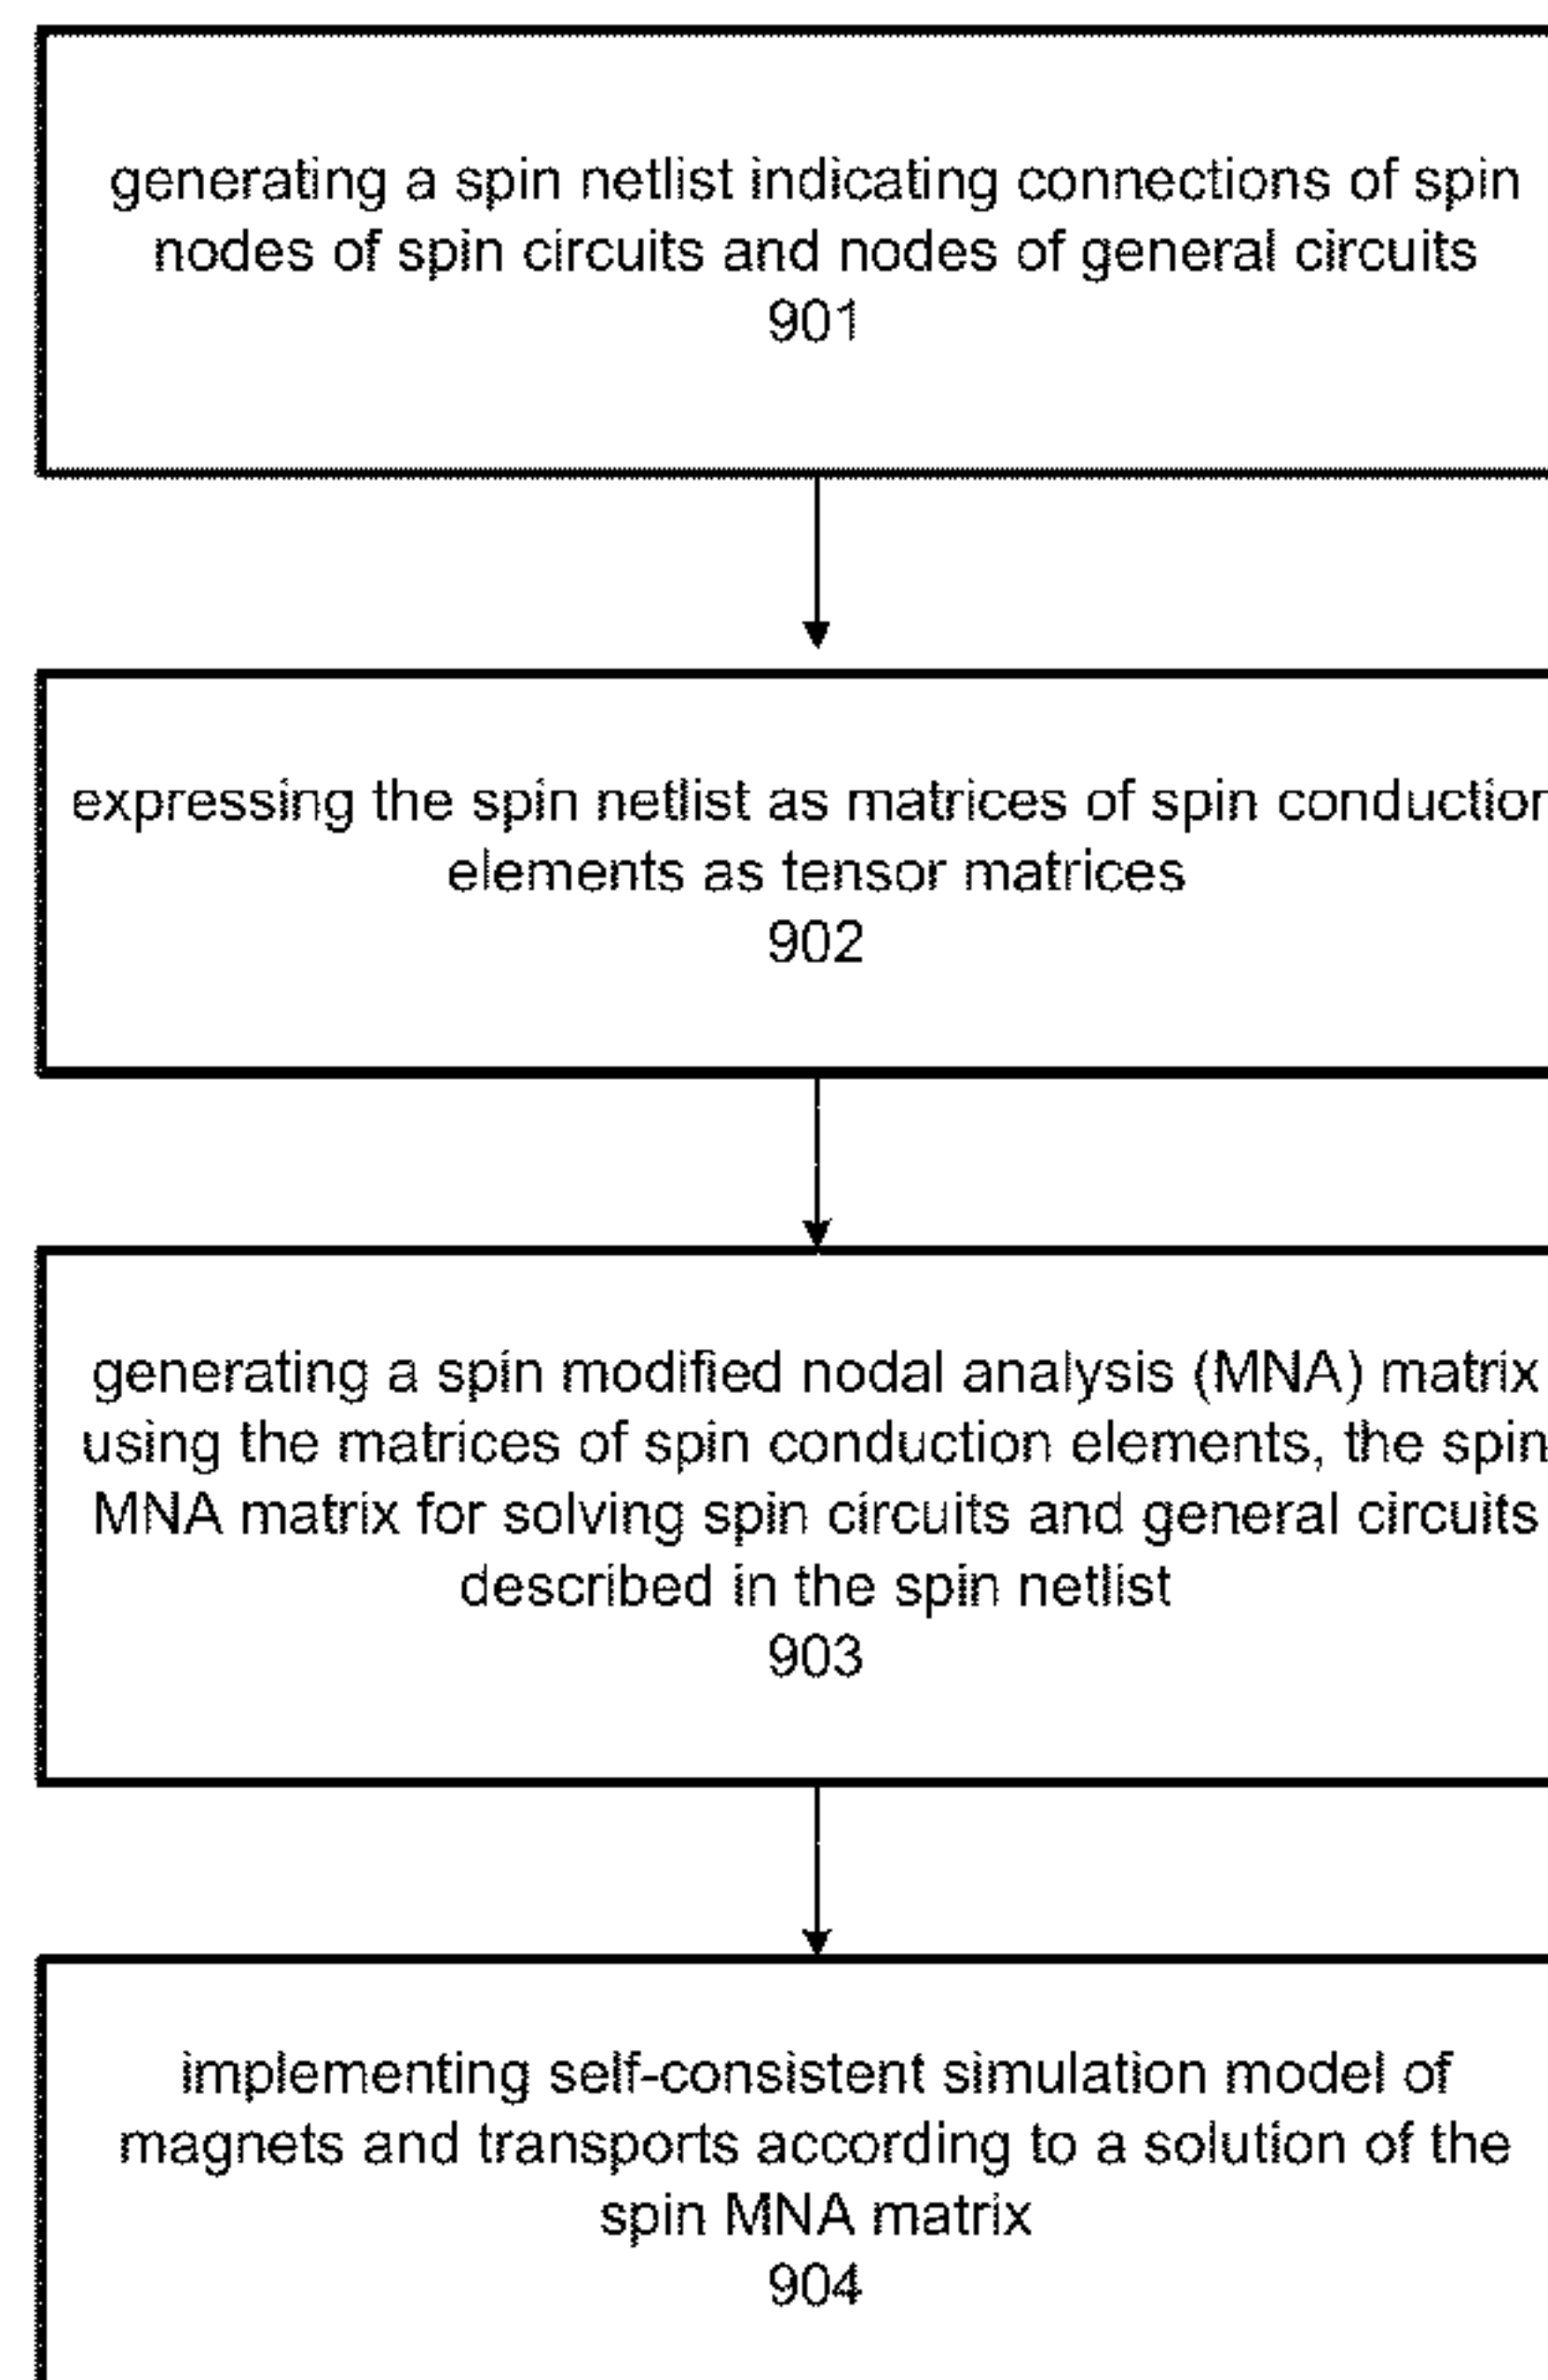 generating a spin netlist indicating connections of spin
nodes of spin circuits and nodes of general circuits
901
expressing the spin netlist as matrices of spin conduction
elements as tensor matrices
902
generating a spin modified nodal analysis (MNA) matrix
using the matrices of spin conduction elements, the spin
MNA matrix for solving spin circuits and general circuits
described in the spin netlist
903
implementing self-consistent simulation model of
magnets and transports according to a solution of the
spin MNA matrix
904